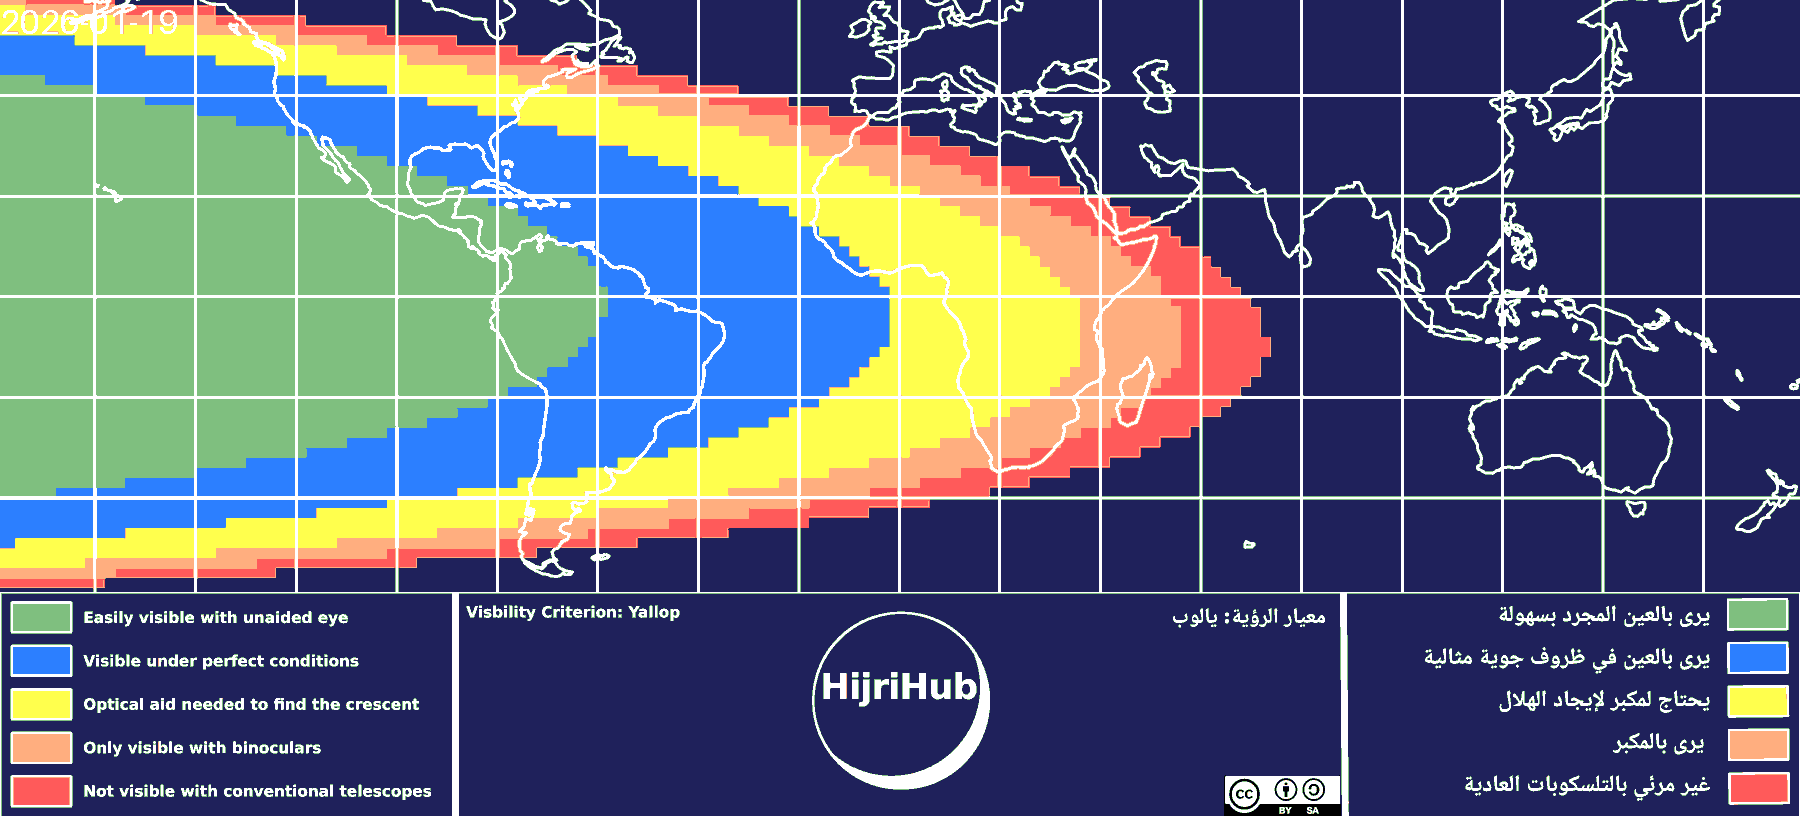 2026-01-19
Easily visible with unaided eye
Visible under perfect conditions
Optical aid needed to find the crescent
Only visible with binoculars
Not visible with conventional telescopes
Visbility Criterion: Yallop
معيار الرؤية: يالوب
HijriHub
cc
BY SA
يرى بالعين المجرد بسهولة
يرى بالعين في ظروف جوية مثالية
يحتاج لمكبر لإيجاد الهلال
يرى بالمكبر
غير مرئي بالتلسكوبات العادية